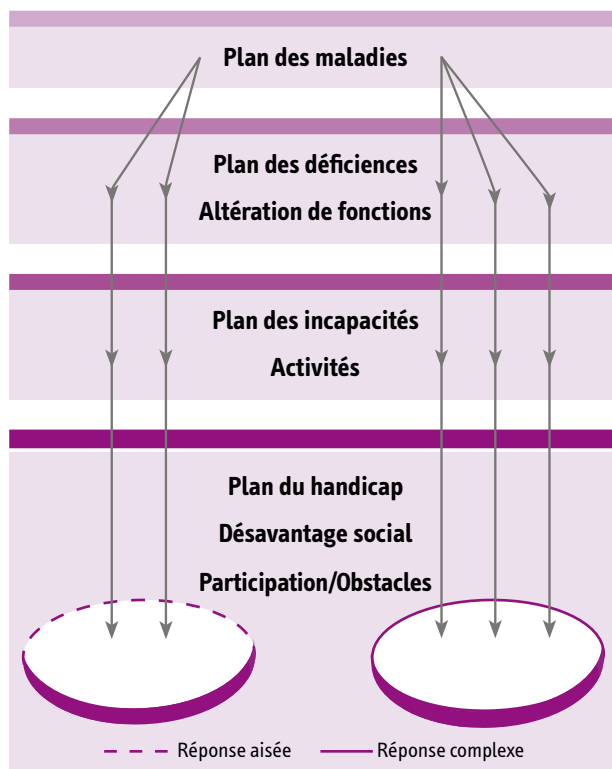 Plan des maladies
Plan des déficiences
Altération de fonctions
Plan des incapacités
Activités
Plan du handicap
Désavantage social
Participation/Obstacles
Réponse aisée
Réponse complexe